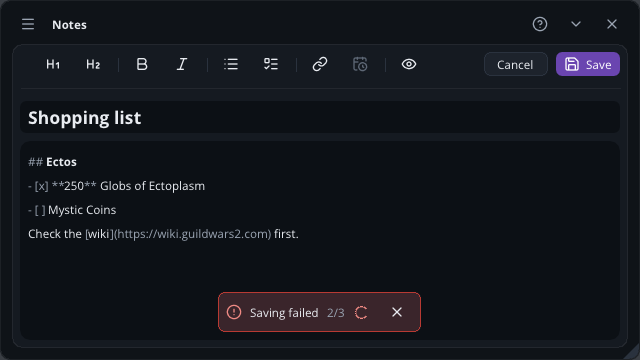 Notes
H1 H2 B I Cancel Save
Shopping list
## Ectos
- [x] **250** Globs of Ectoplasm
- [ ] Mystic Coins
Check the [wiki](https://wiki.guildwars2.com) first.
Saving failed 2/3